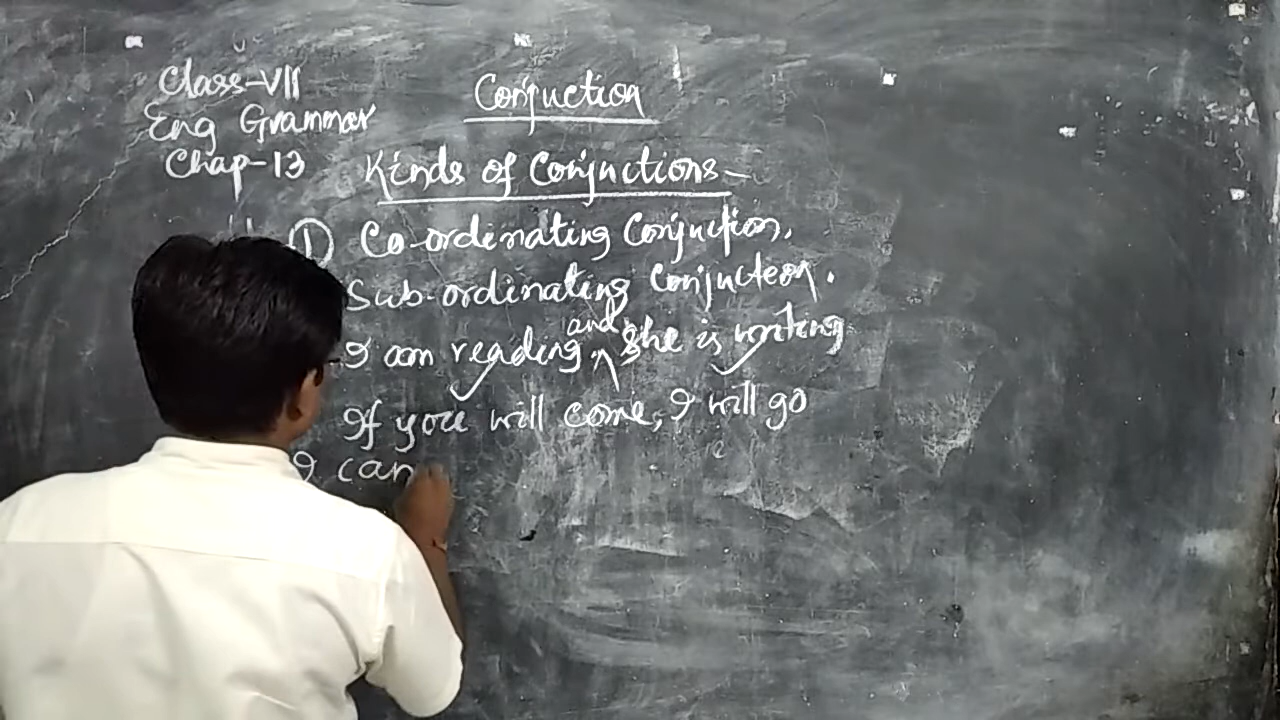 Class-VII
Eng Grammar
Chap-13
Conjuction
Kinds of Conjuctions-
① Co-ordinating Conjuction.
Sub-ordinating Conjuction.
I am reading. and she is writing
If you will come, I will go
I can